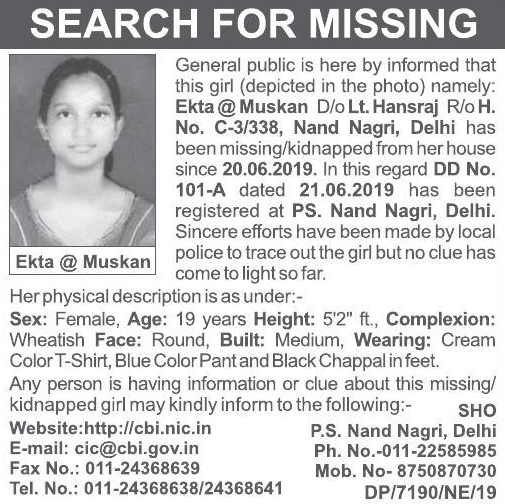 SEARCH FOR MISSING
General public is here by informed that
this girl (depicted in the photo) namely:
Ekta @ Muskan D/o Lt. Hansraj R/o H.
No. C-3/338, Nand Nagri, Delhi has
been missing/kidnapped from her house
since 20.06.2019. In this regard DD No.
101-A dated 21.06.2019 has been
registered at PS. Nand Nagri, Delhi.
Sincere efforts have been made by local
police to trace out the girl but no clue has
come to light so far.
Ekta @ Muskan
Her physical description is as under:-
Sex: Female, Age: 19 years Height: 5'2" ft., Complexion:
Wheatish Face: Round, Built: Medium, Wearing: Cream
Color T-Shirt, Blue Color Pant and Black Chappal in feet.
Any person is having information or clue about this missing/
kidnapped girl may kindly inform to the following:-
Website:http://cbi.nic.in
E-mail: cic@cbi.gov.in
Fax No.: 011-24368639
Tel. No.: 011-24368638/24368641
SHO
P.S. Nand Nagri, Delhi
Ph. No.-011-22585985
Mob. No- 8750870730
DP/7190/NE/19